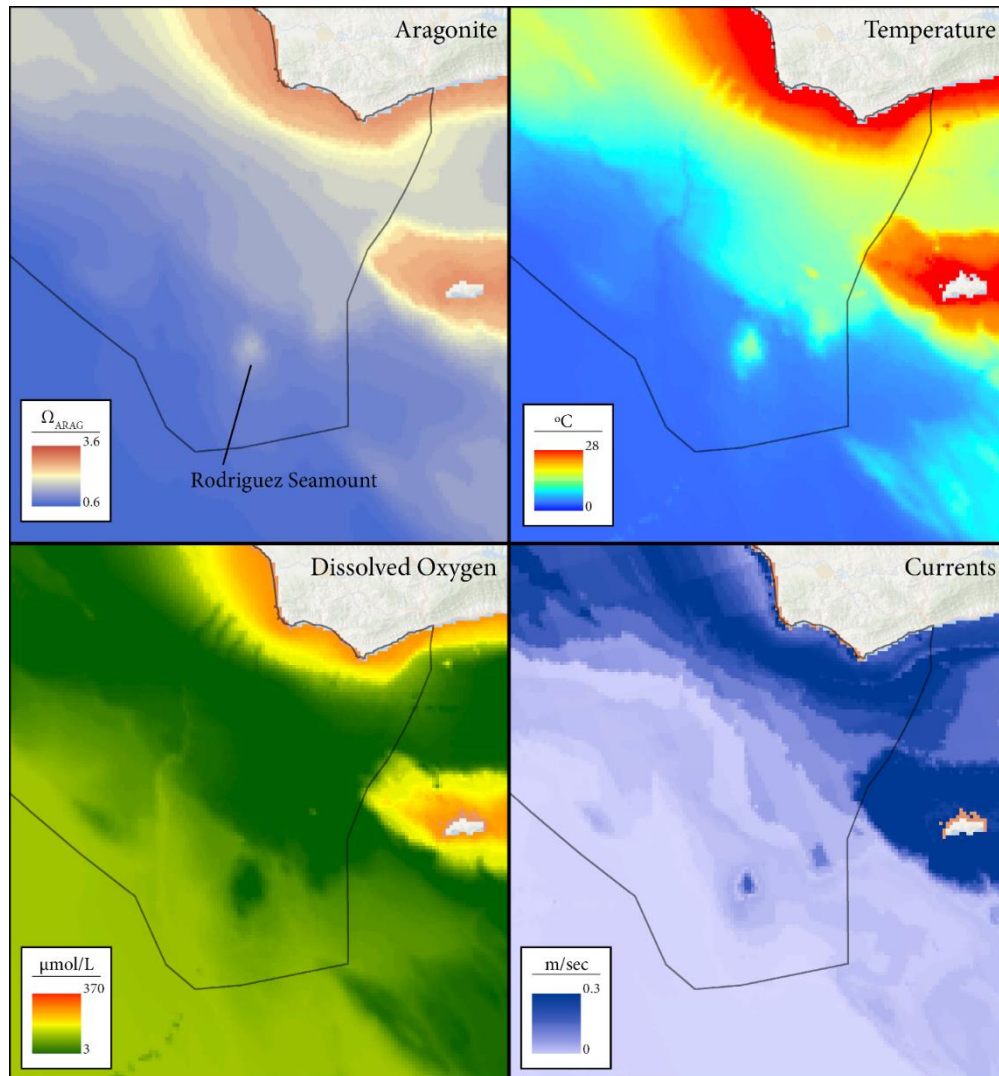 Aragonite
Ω ARAG
3.6
0.6
Rodriguez Seamount
Temperature
°C
28
0
Dissolved Oxygen
µmol/L
370
3
Currents
m/sec
0.3
0